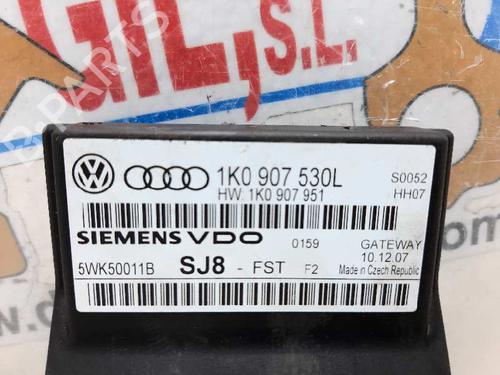 GIL, S.L.
B-PARTS
1K0 907 530L
HW: 1K0 907 951
S0052
HH07
SIEMENS VDO
0159
GATEWAY
10.12.07
5WK50011B
SJ8 - FST F2
Made in Czech Republic